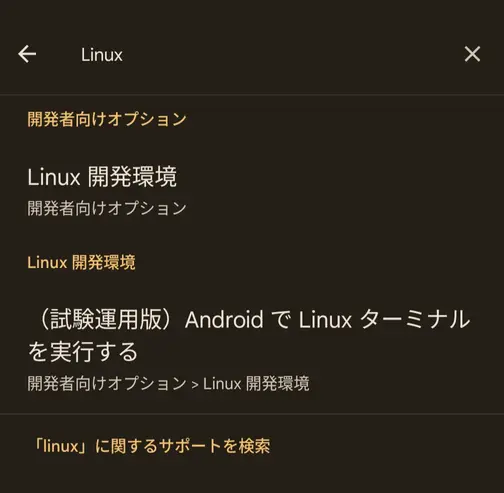 Linux
開発者向けオプション
Linux 開発環境
開発者向けオプション
Linux 開発環境
（試験運用版）Android で Linux ターミナル
を実行する
開発者向けオプション > Linux 開発環境
「linux」に関するサポートを検索